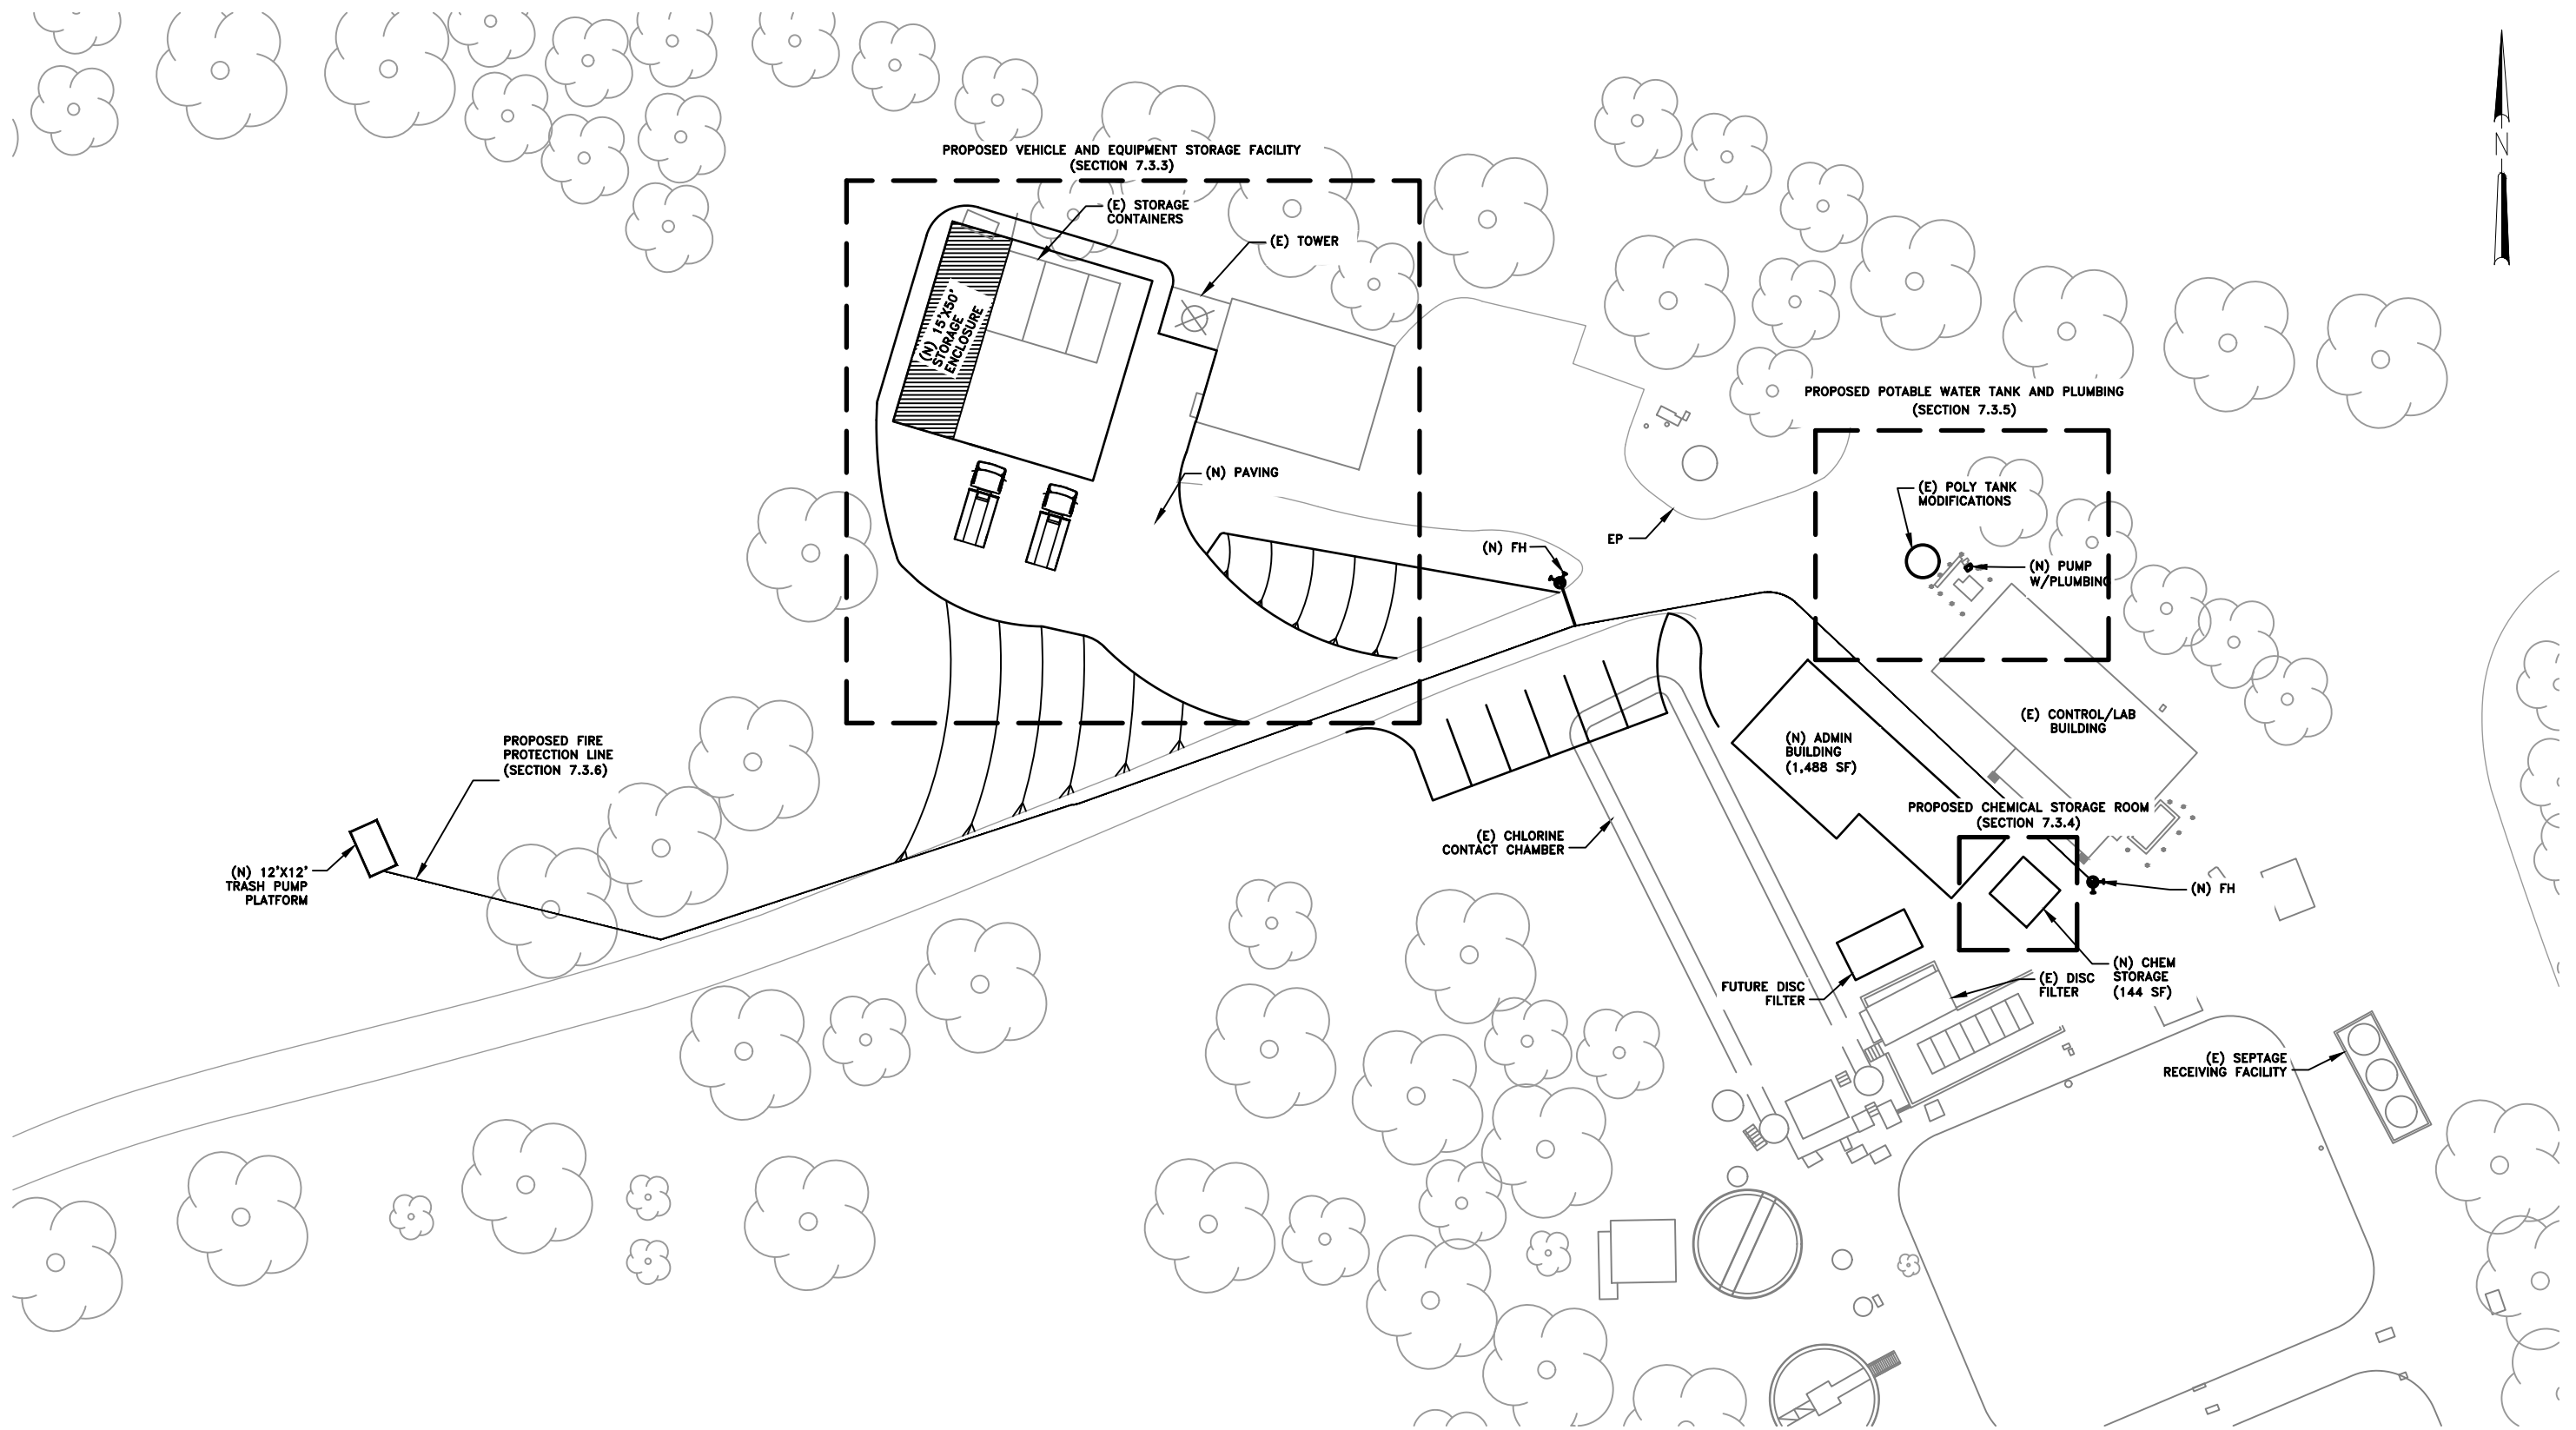 PROPOSED VEHICLE AND EQUIPMENT STORAGE FACILITY
(SECTION 7.3.3)
(E) STORAGE
CONTAINERS
(E) TOWER
(N) 15'X50'
STORAGE
ENCLOSURE
(N) PAVING
N
PROPOSED POTABLE WATER TANK AND PLUMBING
(SECTION 7.3.5)
(E) POLY TANK
MODIFICATIONS
EP
(N) FH
(N) PUMP
W/PLUMBING
(E) CONTROL/LAB
BUILDING
(N) ADMIN
BUILDING
(1,488 SF)
PROPOSED FIRE
PROTECTION LINE
(SECTION 7.3.6)
(N) 12'X12'
TRASH PUMP
PLATFORM
(E) CHLORINE
CONTACT CHAMBER
PROPOSED CHEMICAL STORAGE ROOM
(SECTION 7.3.4)
(N) FH
(N) CHEM
STORAGE
(144 SF)
(E) DISC
FILTER
FUTURE DISC
FILTER
(E) SEPTAGE
RECEIVING FACILITY